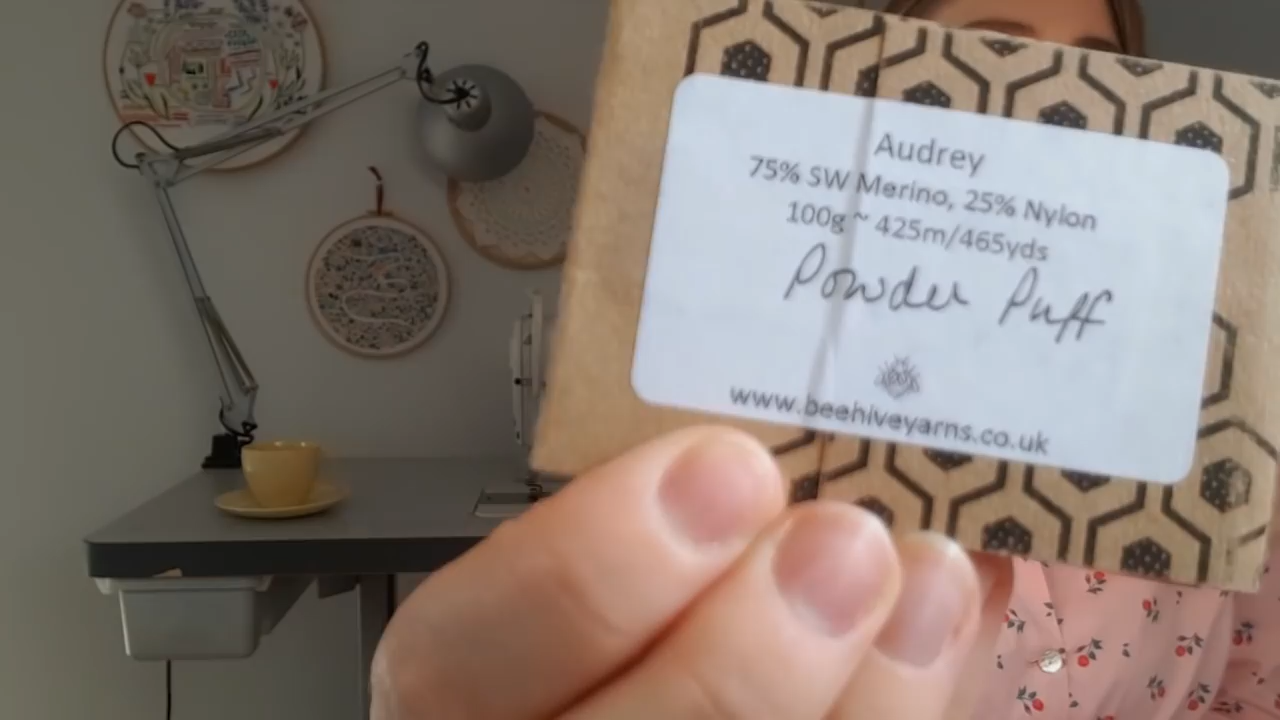 Audrey
75% SW Merino, 25% Nylon
100g ~ 425m/465yds
Powder Puff
www.beehiveyarns.co.uk